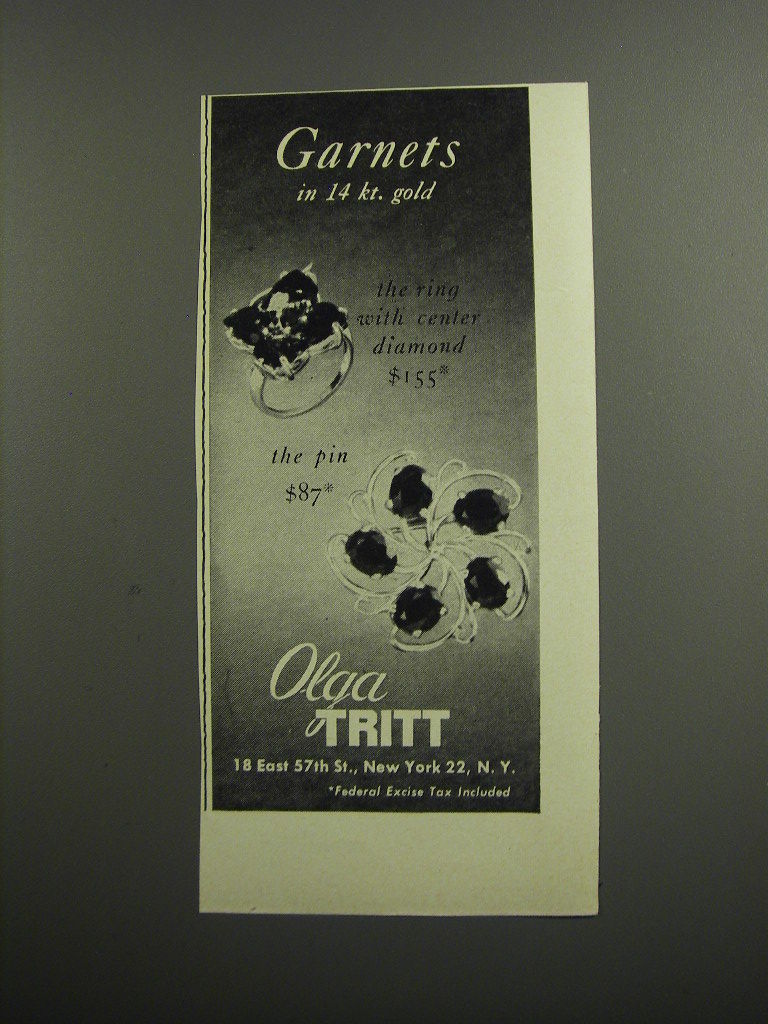 Garnets
in 14 kt. gold
the ring
with center
diamond
$155*
the pin
$87*
Olga
TRITT
18 East 57th St., New York 22, N. Y.
*Federal Excise Tax Included